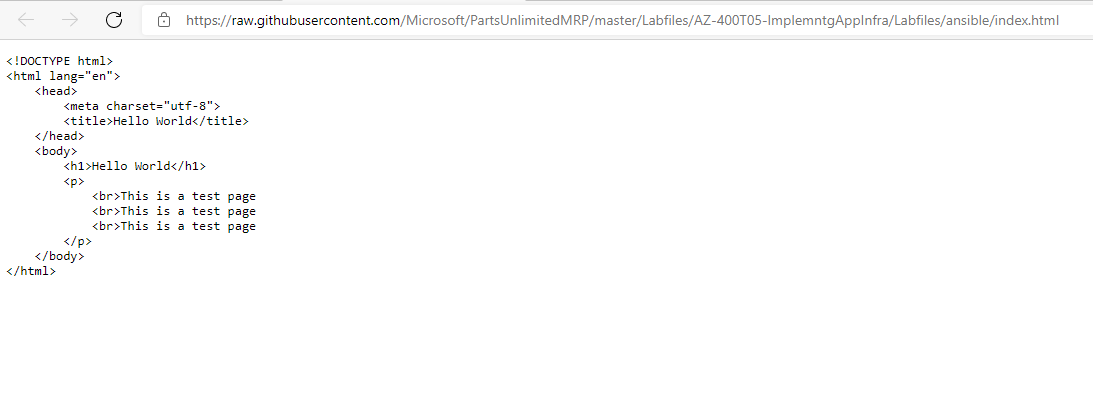 https://raw.githubusercontent.com/Microsoft/PartsUnlimitedMRP/master/Labfiles/AZ-400T05-ImplemntgAppInfra/Labfiles/ansible/index.html
<!DOCTYPE html>
<html lang="en">
    <head>
        <meta charset="utf-8">
        <title>Hello World</title>
    </head>
    <body>
        <h1>Hello World</h1>
        <p>
            <br>This is a test page
            <br>This is a test page
            <br>This is a test page
        </p>
    </body>
</html>